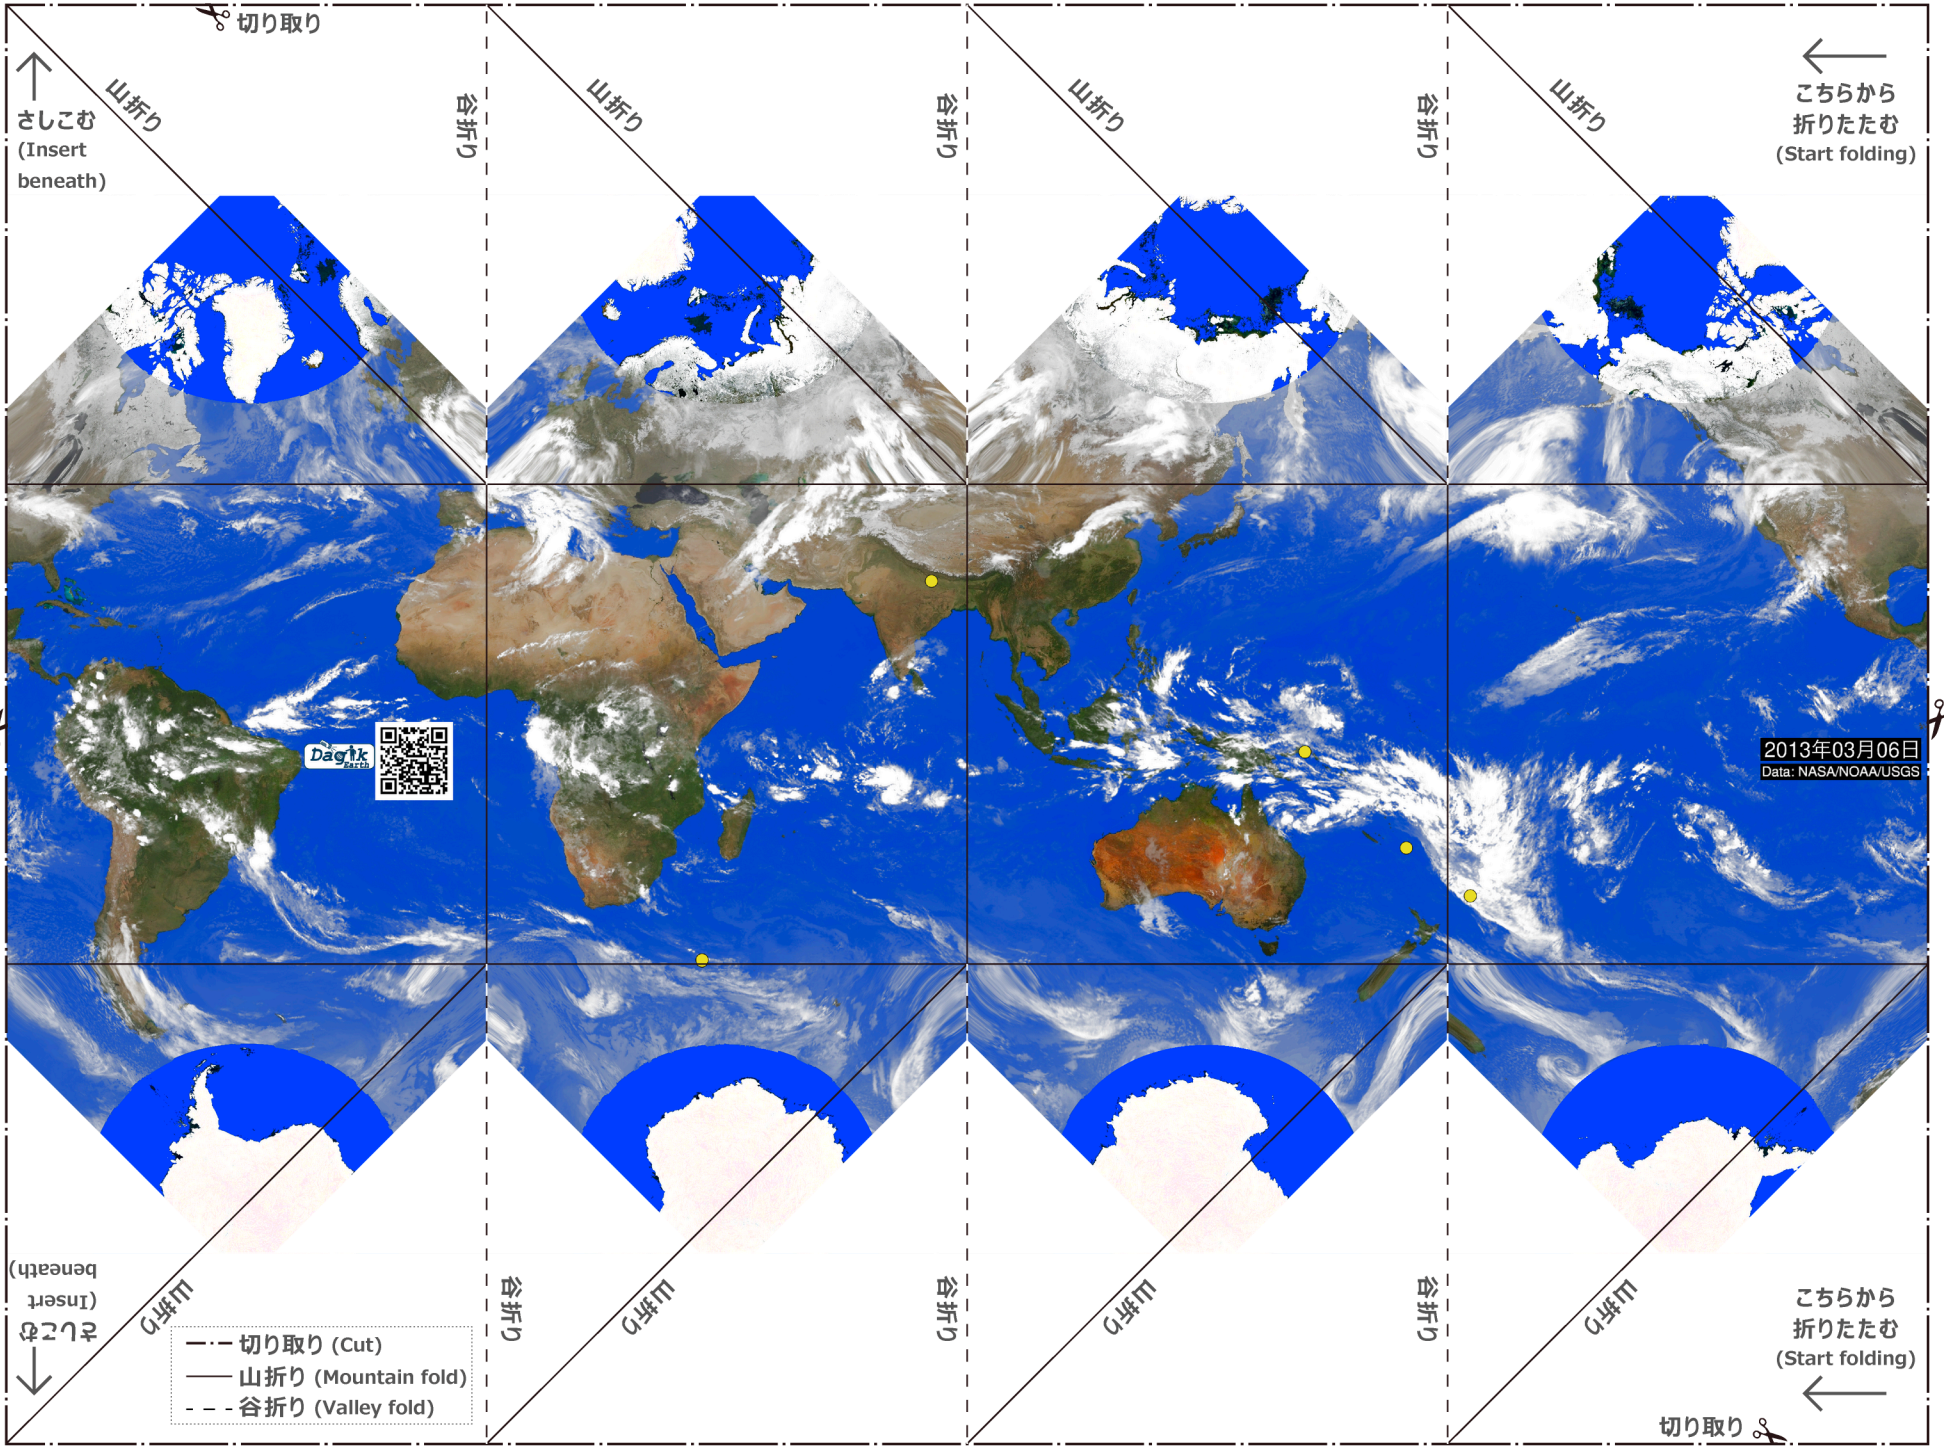 切り取り
山折り
谷折り
山折り
谷折り
山折り
谷折り
山折り
さしこむ
(Insert
beneath)
こちらから
折りたたむ
(Start folding)
Dagik
Earth
2013年03月06日
Data: NASA/NOAA/USGS
さしこむ
(Insert
beneath)
山折り
谷折り
山折り
谷折り
山折り
谷折り
山折り
こちらから
折りたたむ
(Start folding)
切り取り (Cut)
山折り (Mountain fold)
谷折り (Valley fold)
切り取り